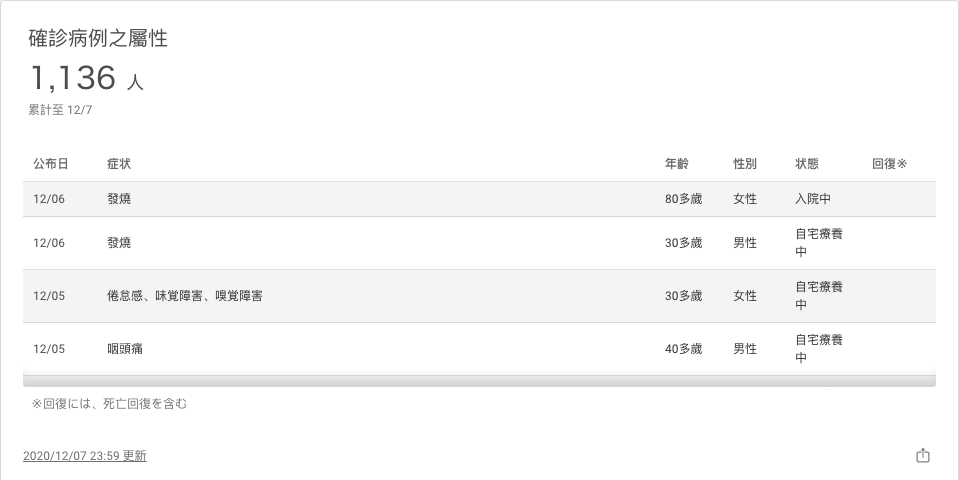 確診病例之屬性
1,136 人
累計至 12/7
公布日 症状 年齢 性別 状態 回復※
12/06 發燒 80多歲 女性 入院中
12/06 發燒 30多歲 男性 自宅療養
中
12/05 倦怠感、味覚障害、嗅覚障害 30多歲 女性 自宅療養
中
12/05 咽頭痛 40多歲 男性 自宅療養
中
※回復には、死亡回復を含む
2020/12/07 23:59 更新